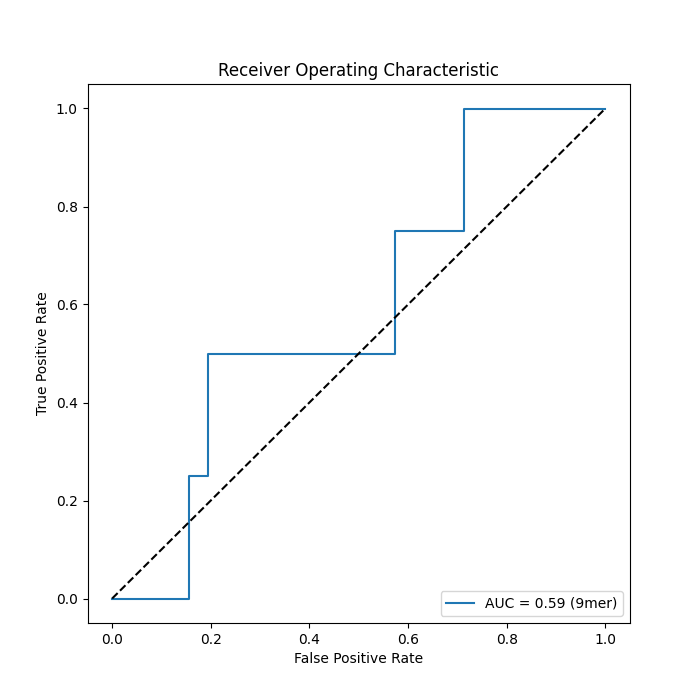 Receiver Operating Characteristic
True Positive Rate
1.0
0.8
0.6
0.4
0.2
0.0
AUC = 0.59 (9mer)
0.0 0.2 0.4 0.6 0.8 1.0
False Positive Rate